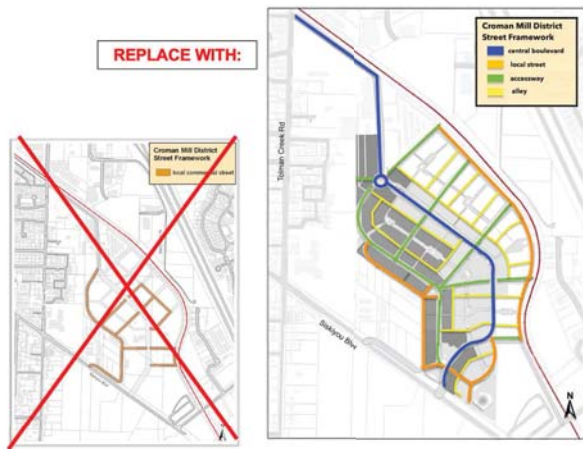 REPLACE WITH:
Croman Mill District
Street Framework
local commercial street
N
Croman Mill District
Street Framework
central boulevard
local street
accessway
alley
Tolman Creek Rd
Siskiyou Blvd
N